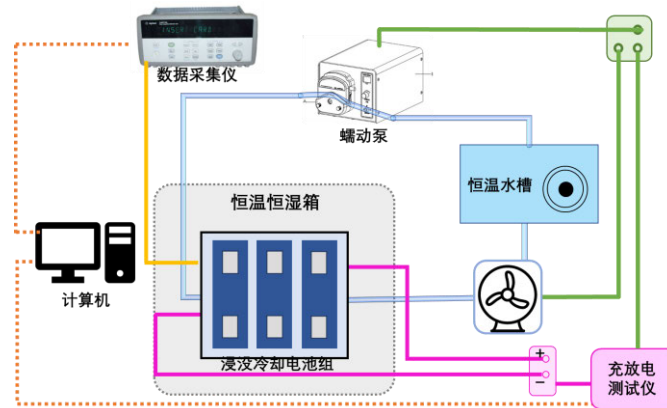 数据采集仪
蠕动泵
恒温水槽
恒温恒湿箱
计算机
浸没冷却电池组
+
−
充放电
测试仪